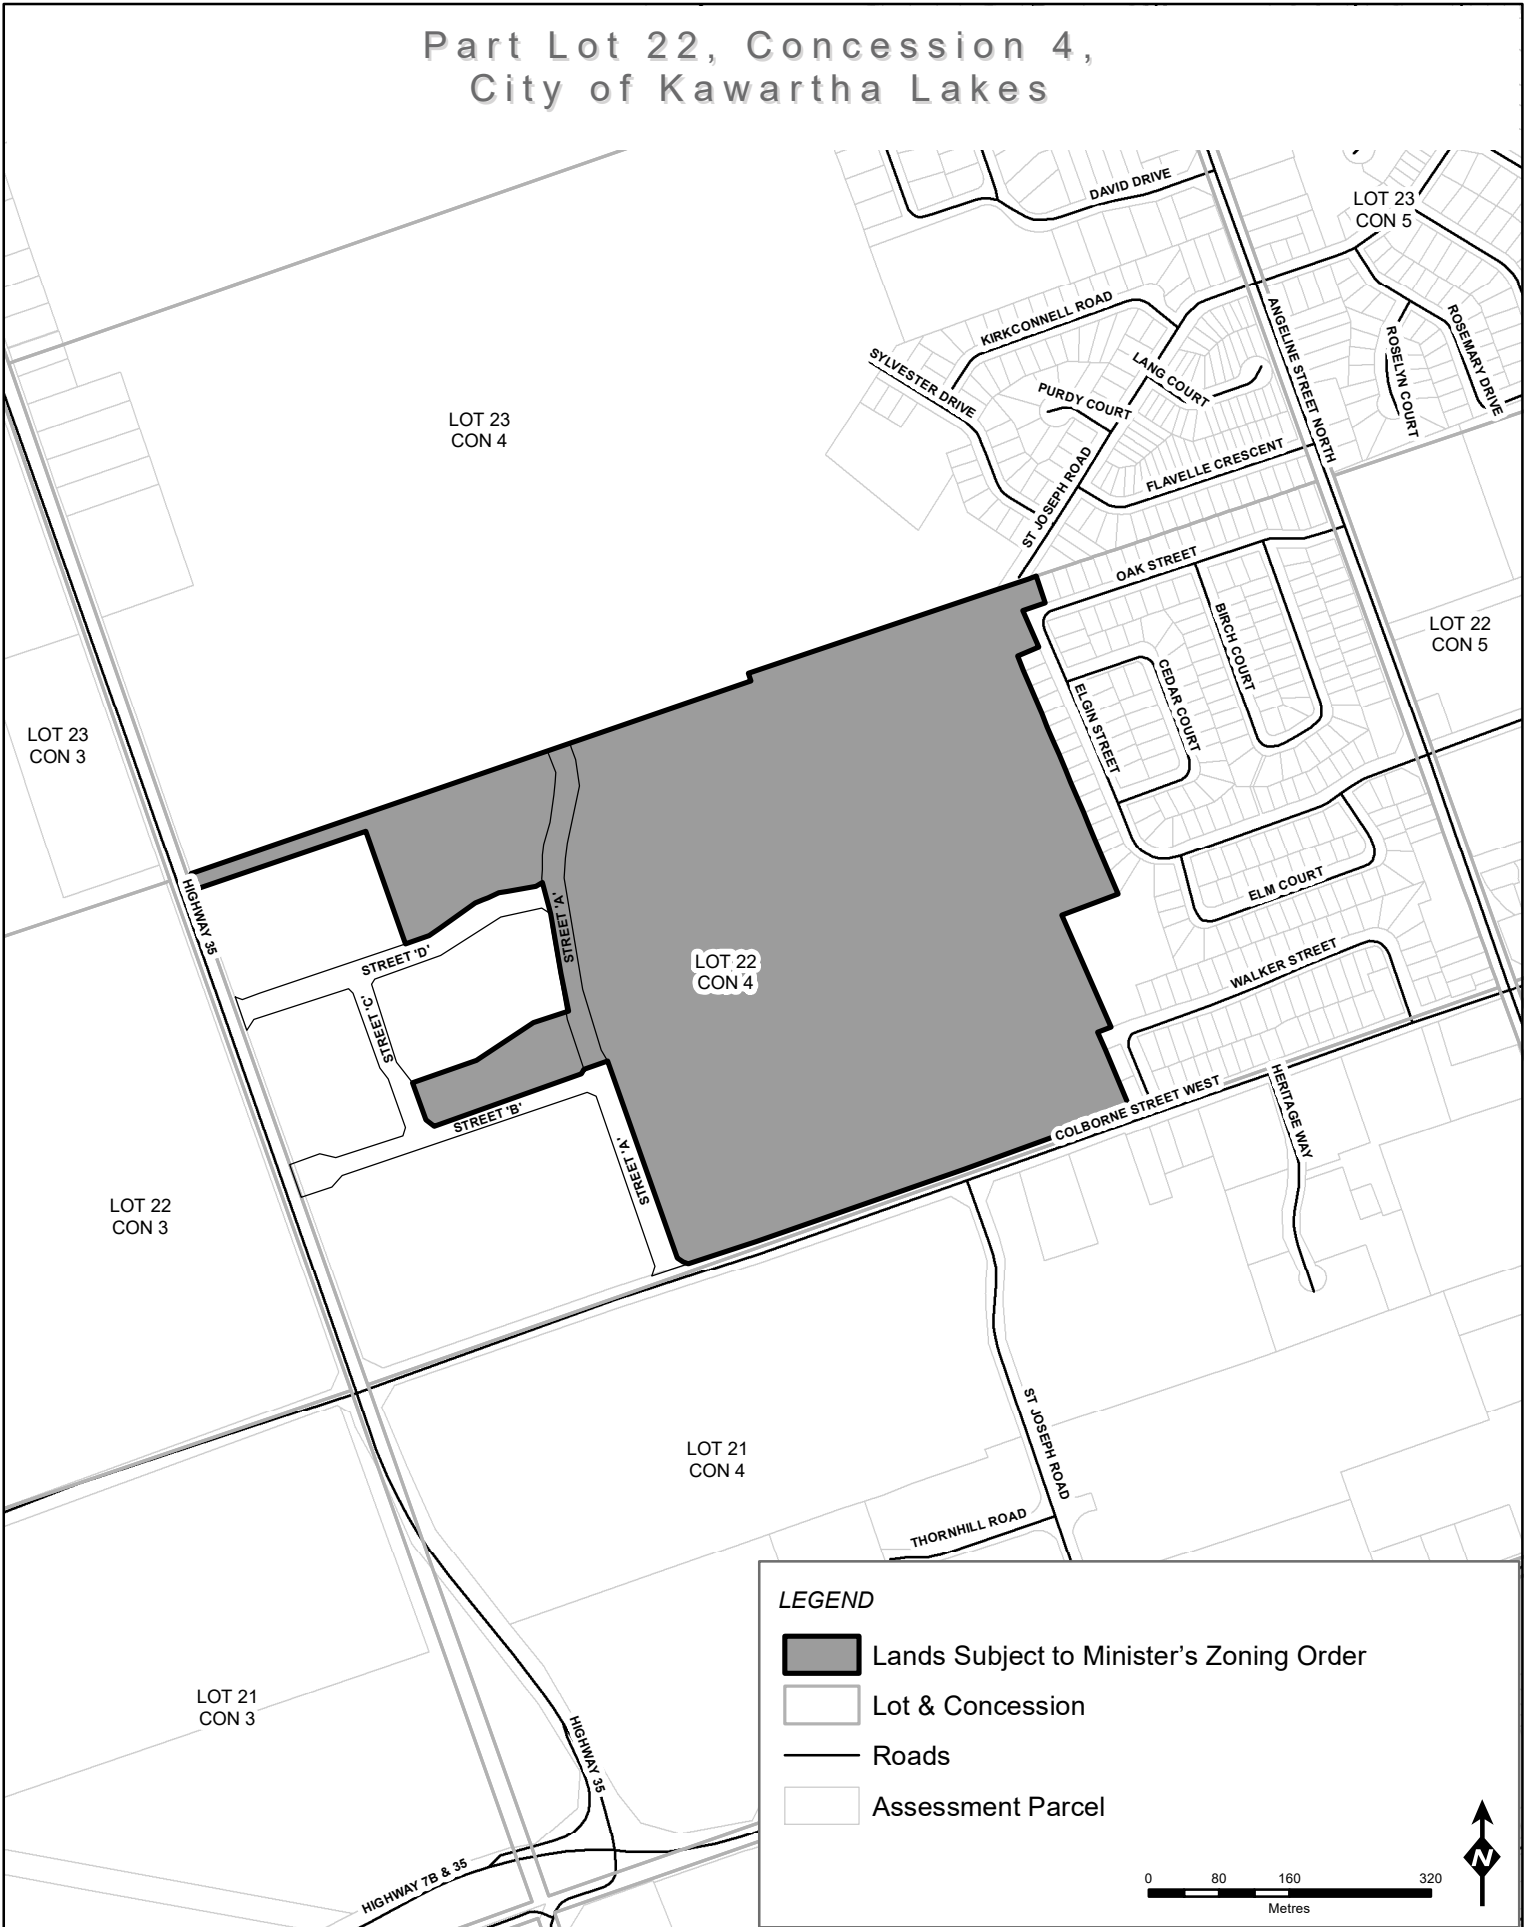 Part Lot 22, Concession 4,
City of Kawartha Lakes
DAVID DRIVE
LOT 23
CON 5
KIRKCONNELL ROAD
ANGELINE STREET NORTH
ROSEMARY DRIVE
ROSELYN COURT
SYLVESTER DRIVE
LANG COURT
PURDY COURT
LOT 23
CON 4
FLAVELLE CRESCENT
ST JOSEPH ROAD
OAK STREET
BIRCH COURT
LOT 22
CON 5
CEDAR COURT
ELGIN STREET
LOT 23
CON 3
ELM COURT
HIGHWAY 35
STREET 'A'
STREET 'D'
WALKER STREET
LOT 22
CON 4
STREET 'C'
STREET 'B'
COLBORNE STREET WEST
HERITAGE WAY
STREET 'A'
LOT 22
CON 3
ST JOSEPH ROAD
LOT 21
CON 4
THORNHILL ROAD
LOT 21
CON 3
HIGHWAY 35
HIGHWAY 7B & 35
LEGEND
Lands Subject to Minister’s Zoning Order
Lot & Concession
Roads
Assessment Parcel
0 80 160 320
Metres
N